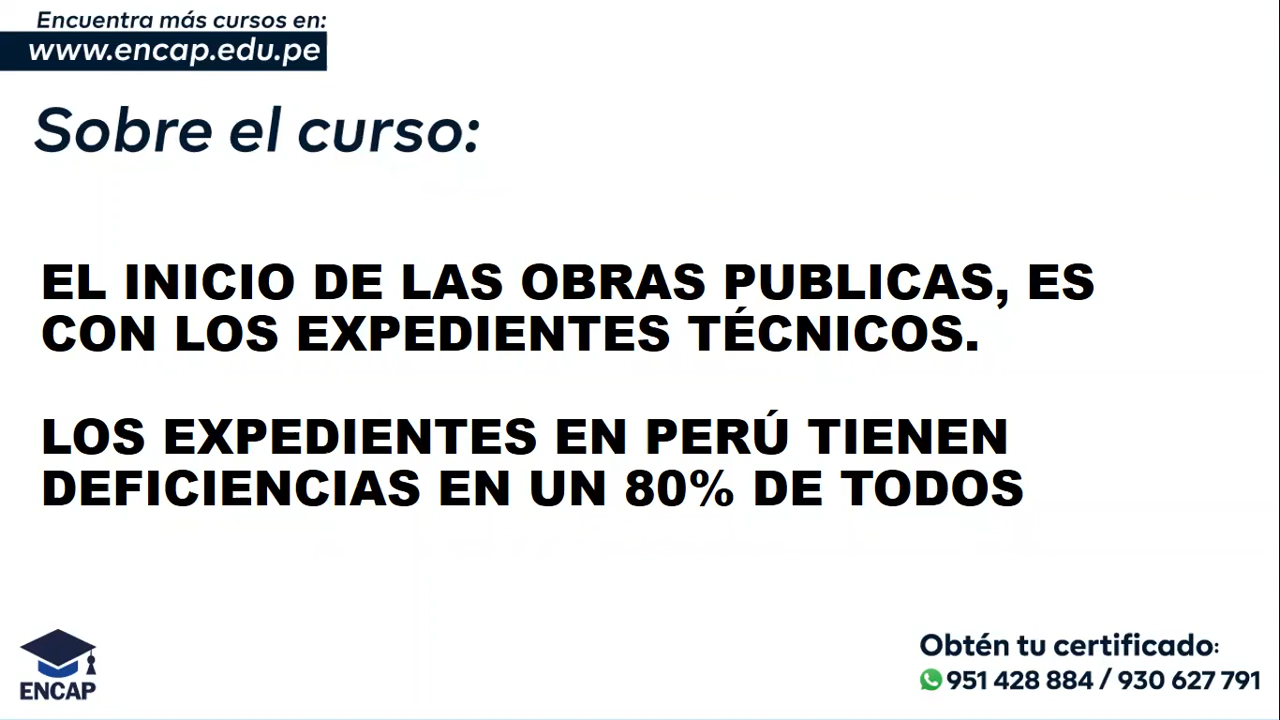 Encuentra más cursos en:
www.encap.edu.pe
Sobre el curso:
EL INICIO DE LAS OBRAS PUBLICAS, ES
CON LOS EXPEDIENTES TÉCNICOS.
LOS EXPEDIENTES EN PERÚ TIENEN
DEFICIENCIAS EN UN 80% DE TODOS
ENCAP
Obtén tu certificado:
951 428 884 / 930 627 791